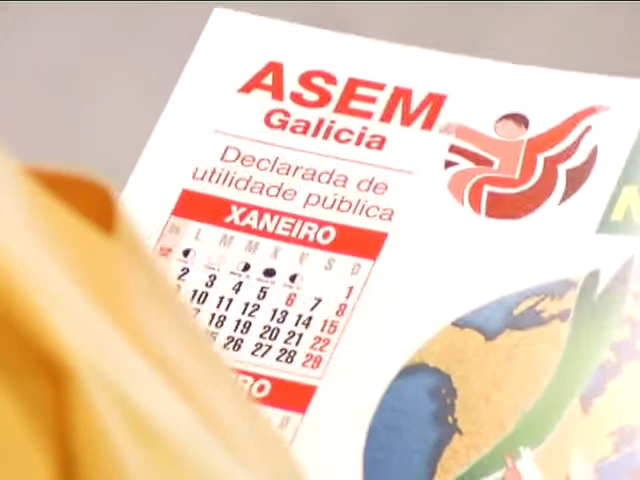 ASEM
Galicia
Declarada de
utilidade pública
XANEIRO
L M M X V S D
1
2 3 4 5 6 7 8
10 11 12 13 14 15
18 19 20 21 22
26 27 28 29